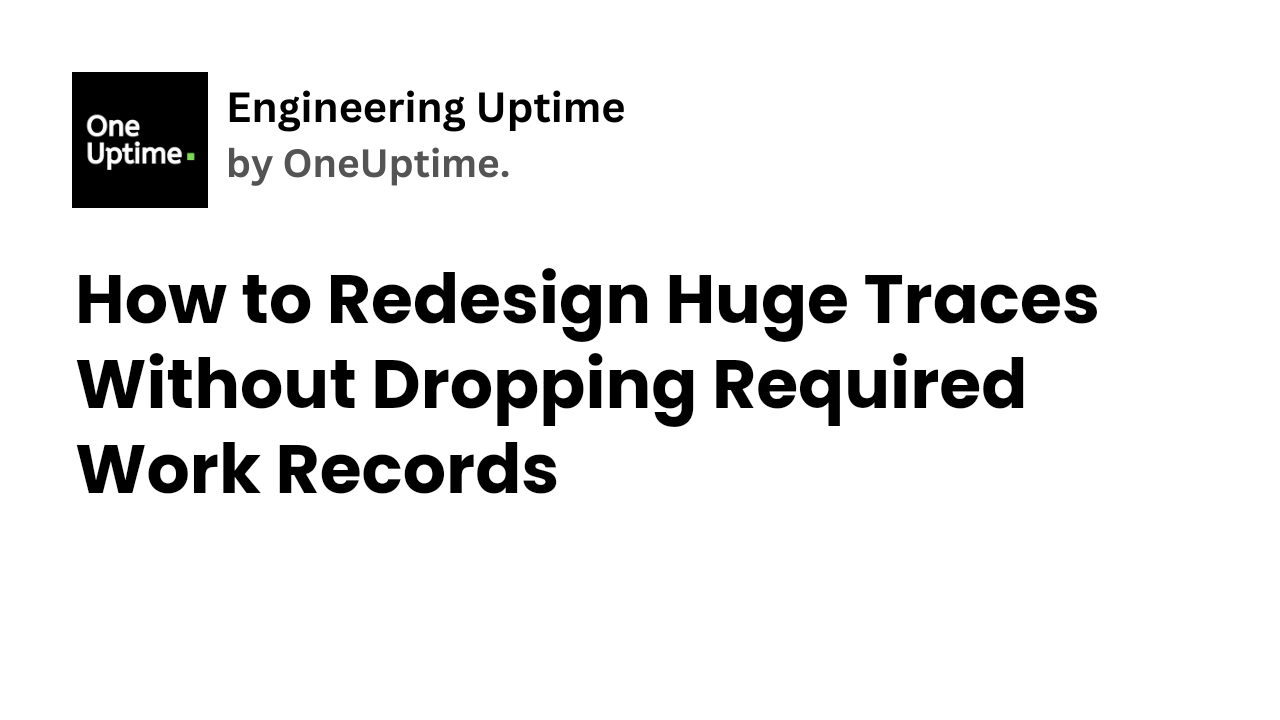 One
Uptime.
Engineering Uptime
by OneUptime.
How to Redesign Huge Traces
Without Dropping Required
Work Records